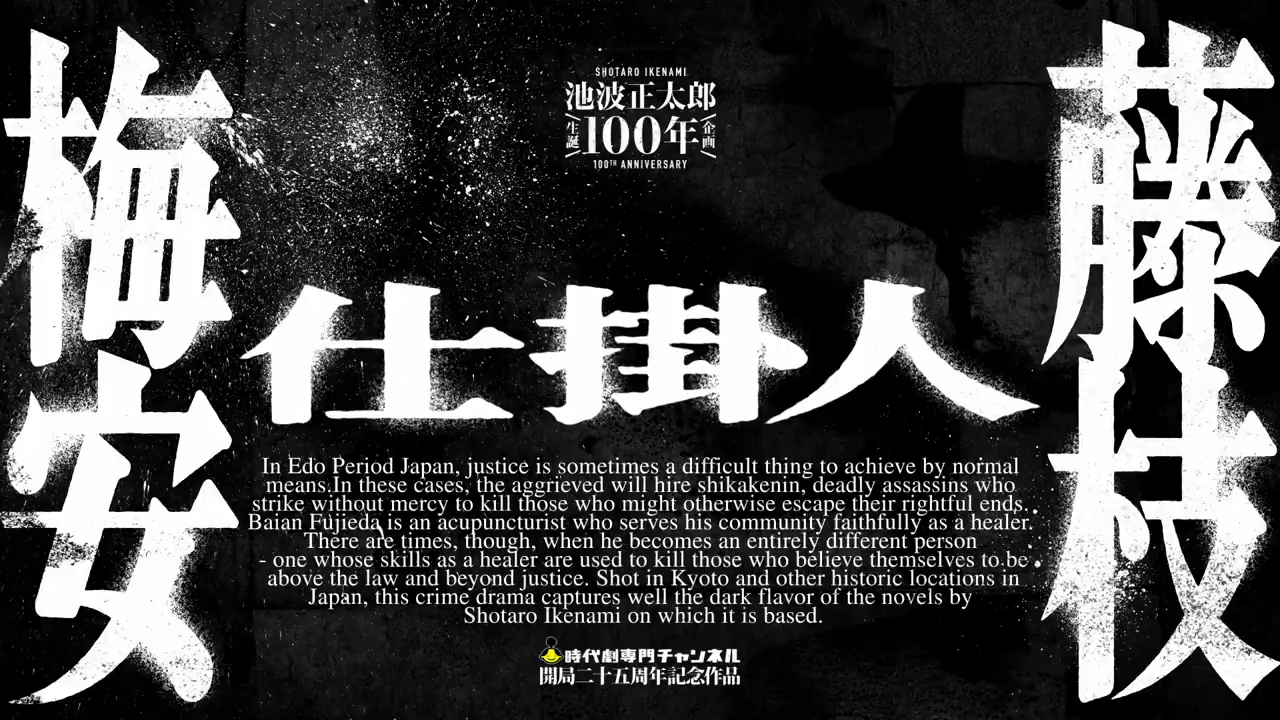 SHOTARO IKENAMI
池波正太郎
生誕100年企画
100TH ANNIVERSARY
仕掛人
藤枝
梅安
In Edo Period Japan, justice is sometimes a difficult thing to achieve by normal
means.In these cases, the aggrieved will hire shikakenin, deadly assassins who
strike without mercy to kill those who might otherwise escape their rightful ends.
Baian Fujieda is an acupuncturist who serves his community faithfully as a healer.
There are times, though, when he becomes an entirely different person
- one whose skills as a healer are used to kill those who believe themselves to be
above the law and beyond justice. Shot in Kyoto and other historic locations in
Japan, this crime drama captures well the dark flavor of the novels by
Shotaro Ikenami on which it is based.
時代劇専門チャンネル
開局二十五周年記念作品